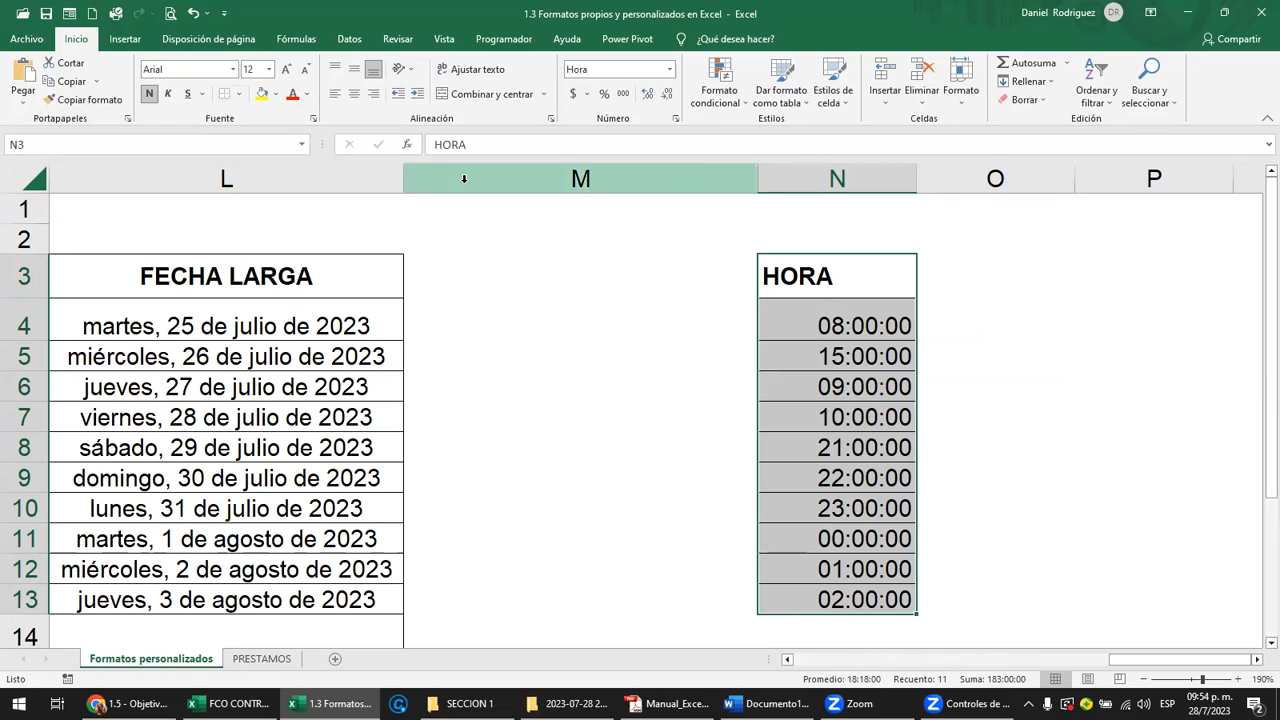 1.3 Formatos propios y personalizados en Excel - Excel
Daniel Rodriguez DR
Archivo Inicio Insertar Disposición de página Fórmulas Datos Revisar Vista Programador Ayuda Power Pivot ¿Qué desea hacer? Compartir
Pegar
Cortar
Copiar
Copiar formato
Portapapeles
Arial 12
N K S
Fuente
Ajustar texto
Combinar y centrar
Alineación
Hora
$ % 000
Número
Formato condicional
Dar formato como tabla
Estilos de celda
Estilos
Insertar Eliminar Formato
Celdas
Autosuma
Rellenar
Borrar
Ordenar y filtrar
Buscar y seleccionar
Edición
N3 fx HORA
L M N O P
1
2
3 FECHA LARGA HORA
4 martes, 25 de julio de 2023 08:00:00
5 miércoles, 26 de julio de 2023 15:00:00
6 jueves, 27 de julio de 2023 09:00:00
7 viernes, 28 de julio de 2023 10:00:00
8 sábado, 29 de julio de 2023 21:00:00
9 domingo, 30 de julio de 2023 22:00:00
10 lunes, 31 de julio de 2023 23:00:00
11 martes, 1 de agosto de 2023 00:00:00
12 miércoles, 2 de agosto de 2023 01:00:00
13 jueves, 3 de agosto de 2023 02:00:00
14
Formatos personalizados PRESTAMOS
Listo Promedio: 18:18:00 Recuento: 11 Suma: 183:00:00 190%
1.5 - Objetiv... FCO CONTR... 1.3 Formatos... SECCION 1 2023-07-28 2... Manual_Exce... Documento1... Zoom Controles de ... ESP 09:54 p. m.
28/7/2023